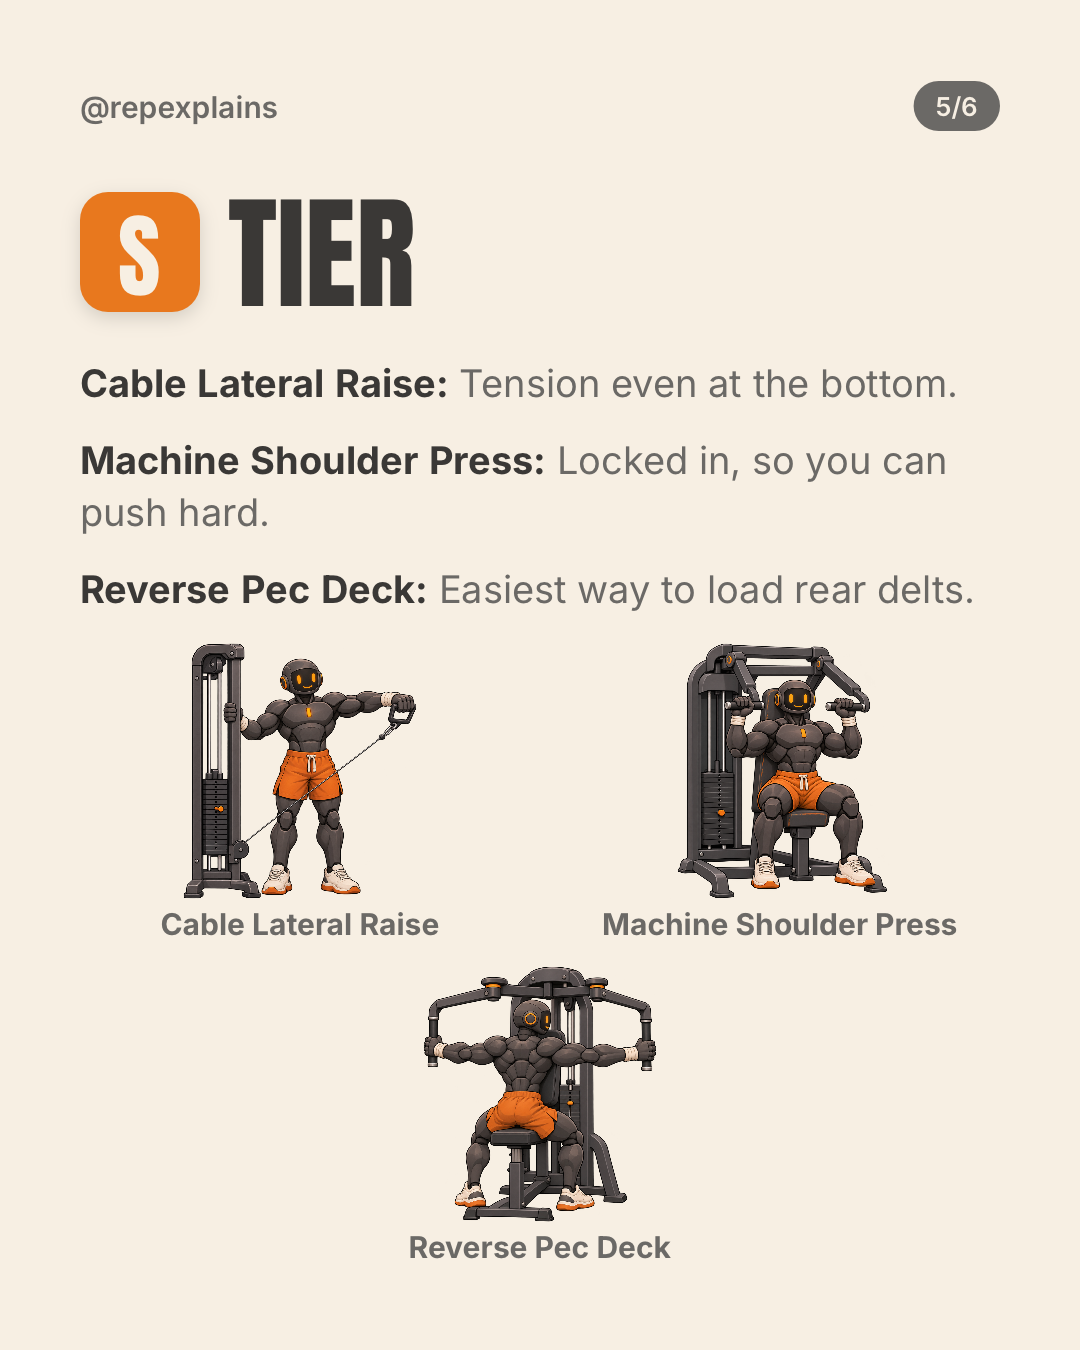 @repexplains
5/6
S TIER
Cable Lateral Raise: Tension even at the bottom.
Machine Shoulder Press: Locked in, so you can
push hard.
Reverse Pec Deck: Easiest way to load rear delts.
Cable Lateral Raise
Machine Shoulder Press
Reverse Pec Deck